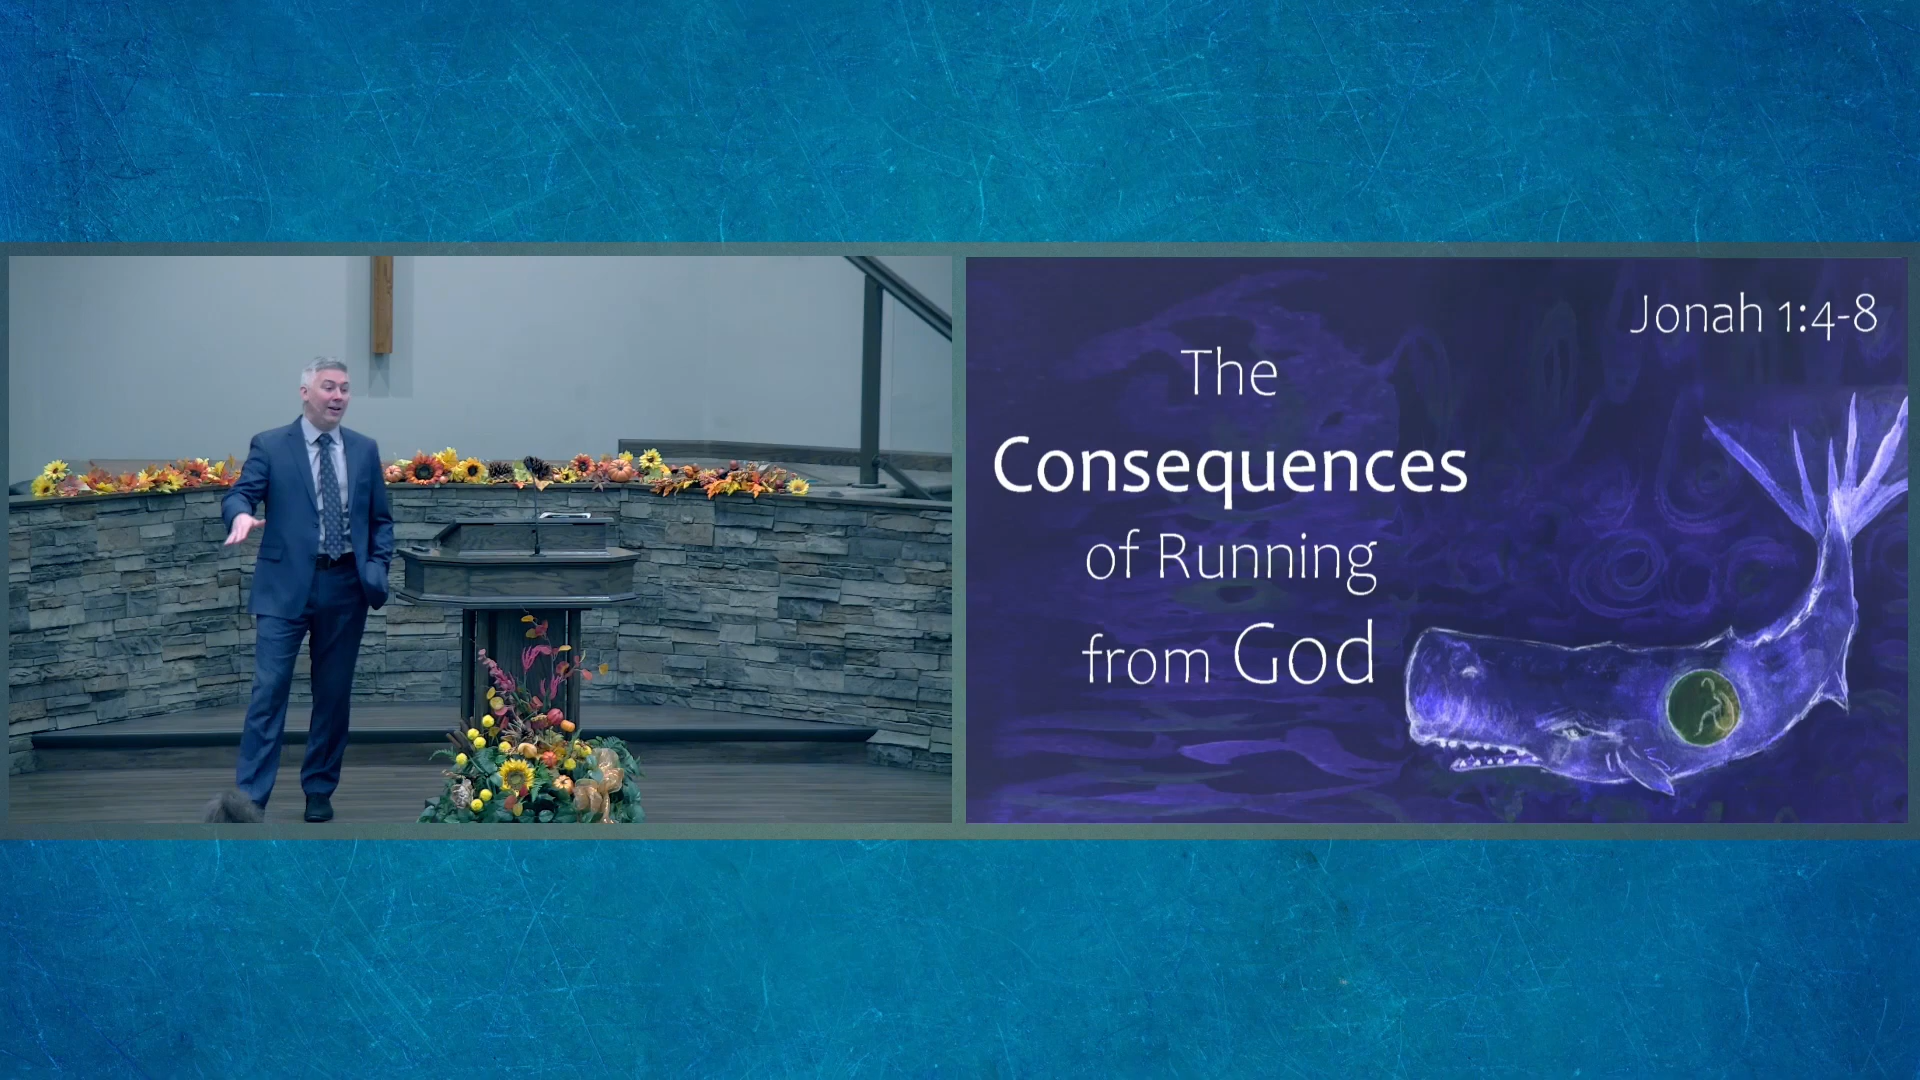 Jonah 1:4-8
The
Consequences
of Running
from God